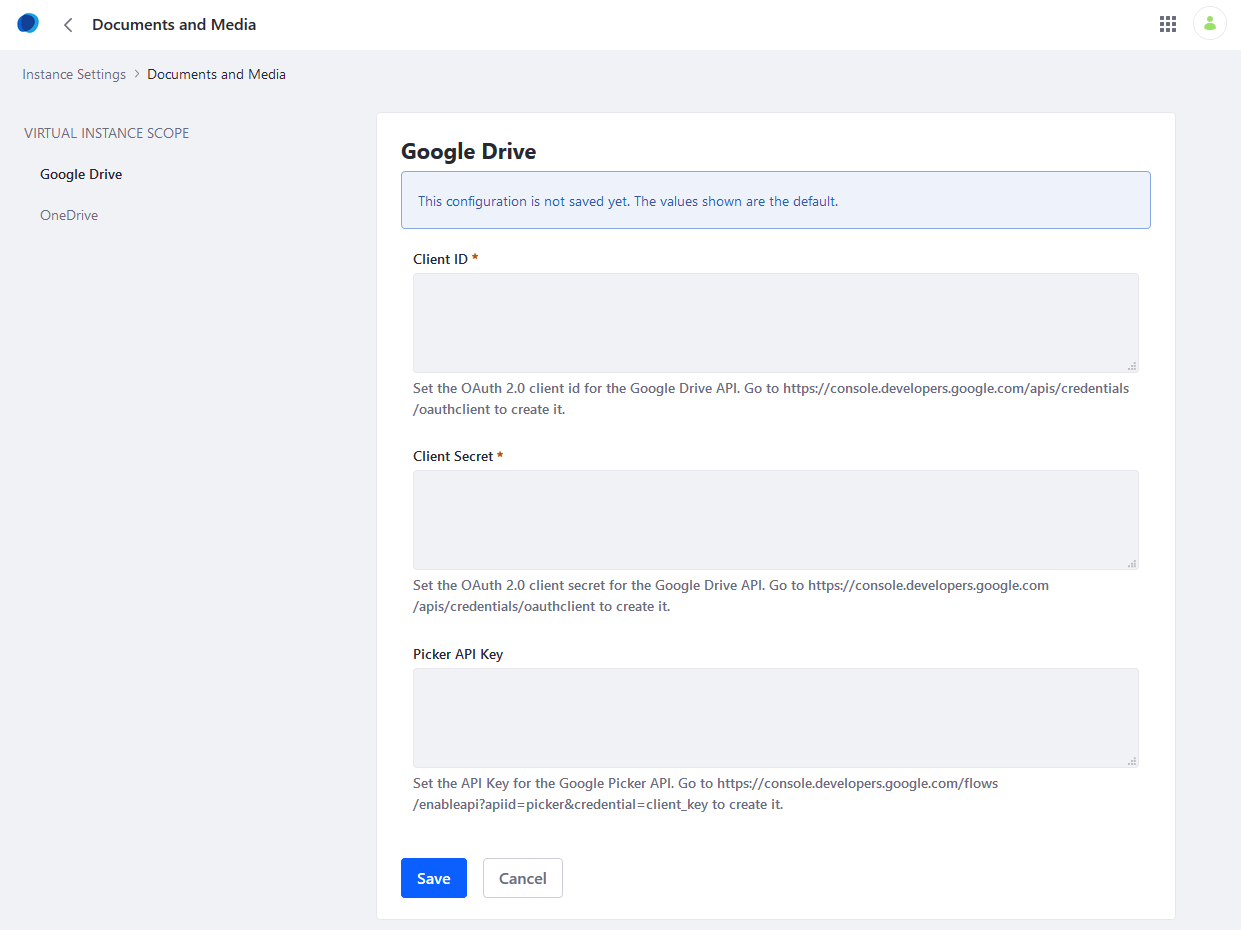 Documents and Media
Instance Settings > Documents and Media
VIRTUAL INSTANCE SCOPE
Google Drive
OneDrive
Google Drive
This configuration is not saved yet. The values shown are the default.
Client ID *
Set the OAuth 2.0 client id for the Google Drive API. Go to https://console.developers.google.com/apis/credentials
/oauthclient to create it.
Client Secret *
Set the OAuth 2.0 client secret for the Google Drive API. Go to https://console.developers.google.com
/apis/credentials/oauthclient to create it.
Picker API Key
Set the API Key for the Google Picker API. Go to https://console.developers.google.com/flows
/enableapi?apiid=picker&credential=client_key to create it.
Save Cancel